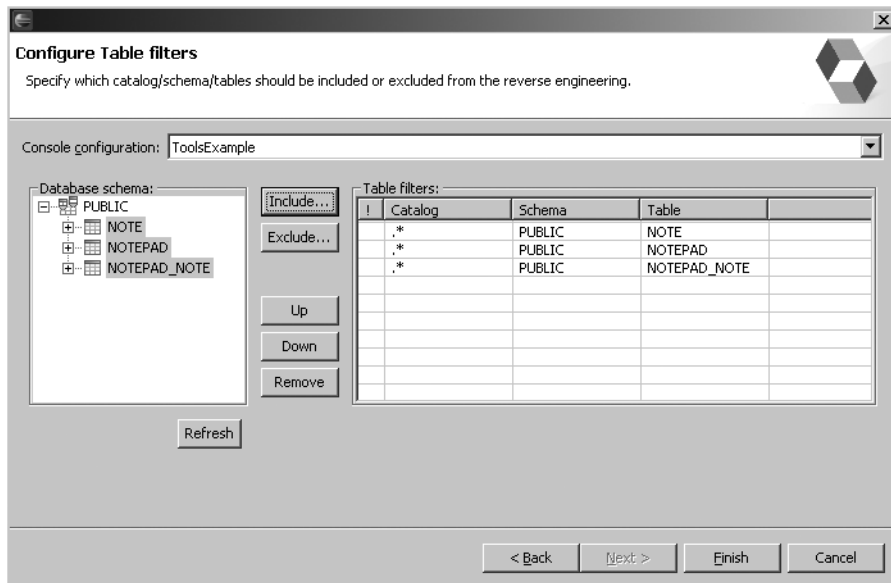 Configure Table filters
Specify which catalog/schema/tables should be included or excluded from the reverse engineering.
Console configuration: ToolsExample
Database schema:
PUBLIC
NOTE
NOTEPAD
NOTEPAD_NOTE
Include...
Exclude...
Up
Down
Remove
Refresh
Table filters:
! Catalog Schema Table
.* PUBLIC NOTE
.* PUBLIC NOTEPAD
.* PUBLIC NOTEPAD_NOTE
< Back Next > Finish Cancel